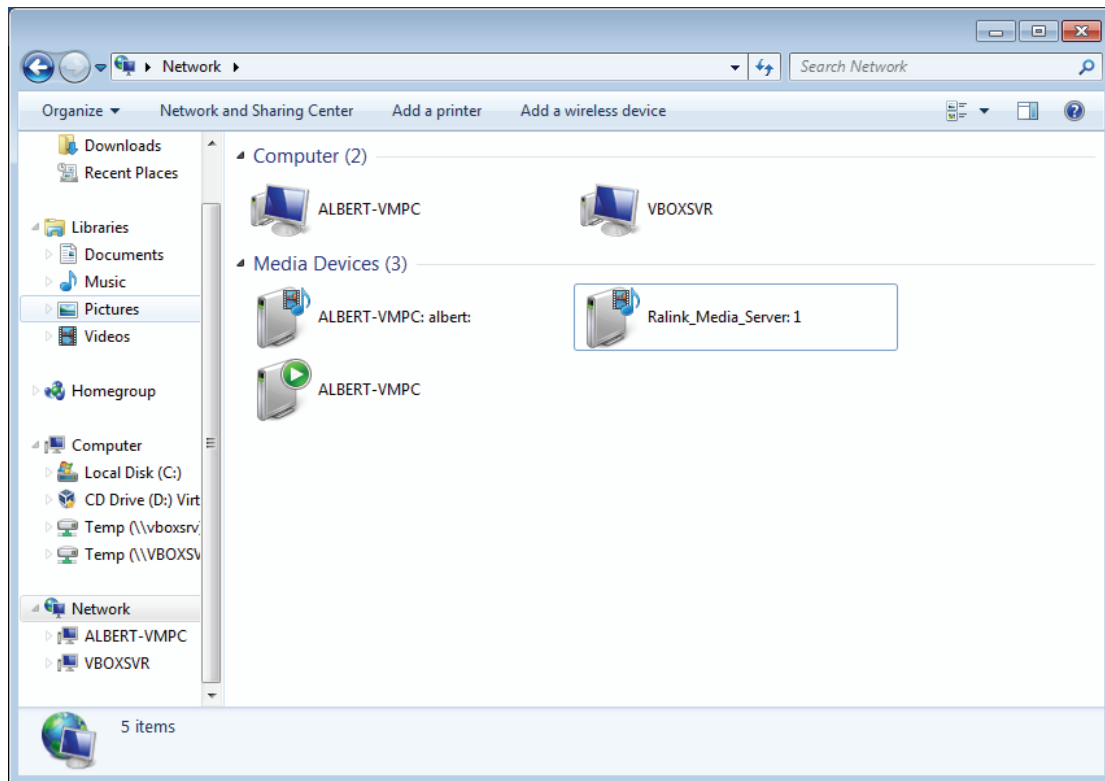 Network
Search Network
Organize
Network and Sharing Center
Add a printer
Add a wireless device
Downloads
Recent Places
Libraries
Documents
Music
Pictures
Videos
Homegroup
Computer
Local Disk (C:)
CD Drive (D:) Virt
Temp (\\vboxsrv)
Temp (\\VBOXSV
Network
ALBERT-VMPC
VBOXSVR
Computer (2)
ALBERT-VMPC
VBOXSVR
Media Devices (3)
ALBERT-VMPC: albert:
Ralink_Media_Server: 1
ALBERT-VMPC
5 items